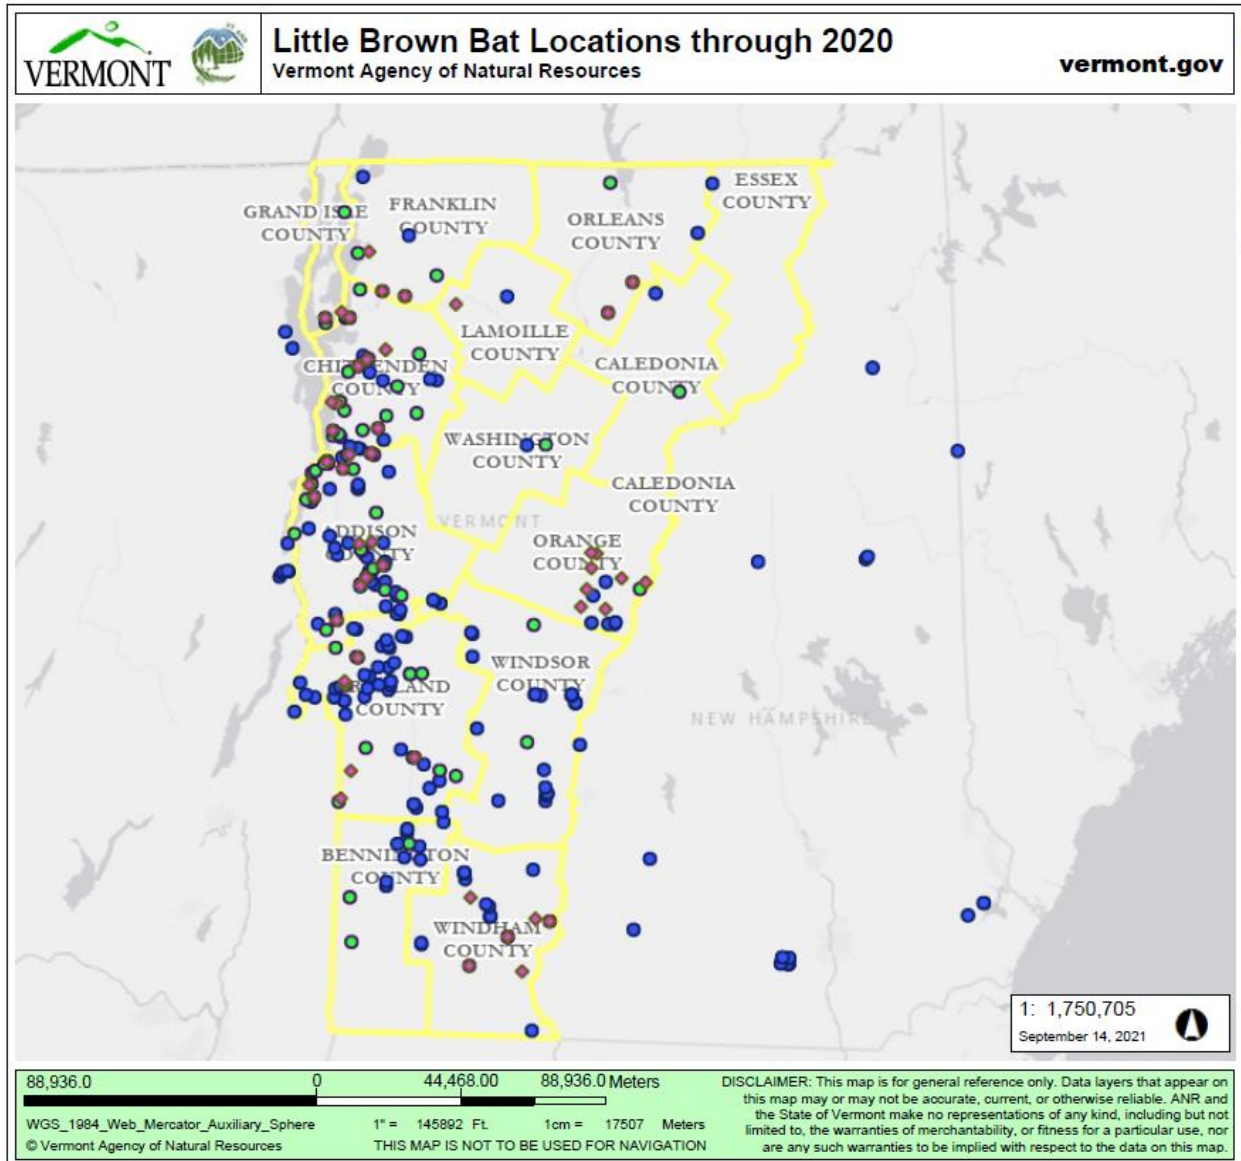 VERMONT
VT ANR
Little Brown Bat Locations through 2020
Vermont Agency of Natural Resources
vermont.gov
ESSEX
COUNTY
GRAND ISLE
COUNTY
FRANKLIN
COUNTY
ORLEANS
COUNTY
LAMOILLE
COUNTY
CHITTENDEN
COUNTY
CALEDONIA
COUNTY
WASHINGTON
COUNTY
CALEDONIA
COUNTY
VERMONT
ADDISON
COUNTY
ORANGE
COUNTY
WINDSOR
COUNTY
RUTLAND
COUNTY
NEW HAMPSHIRE
BENNINGTON
COUNTY
WINDHAM
COUNTY
1: 1,750,705
September 14, 2021
88,936.0 0 44,468.00 88,936.0 Meters
WGS_1984_Web_Mercator_Auxiliary_Sphere 1" = 145892 Ft. 1cm = 17507 Meters
© Vermont Agency of Natural Resources THIS MAP IS NOT TO BE USED FOR NAVIGATION
DISCLAIMER: This map is for general reference only. Data layers that appear on
this map may or may not be accurate, current, or otherwise reliable. ANR and
the State of Vermont make no representations of any kind, including but not
limited to, the warranties of merchantability, or fitness for a particular use, nor
are any such warranties to be implied with respect to the data on this map.